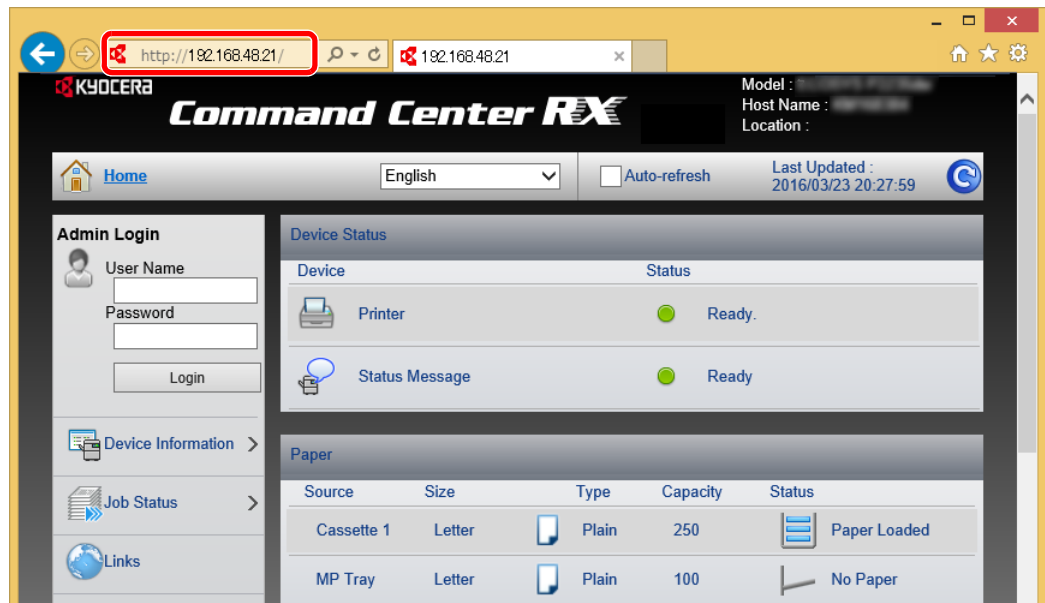 http://192.168.48.21/
192.168.48.21
KYOCERA
Command Center RX
Model :
Host Name :
Location :
Home
English
Auto-refresh
Last Updated :
2016/03/23 20:27:59
Admin Login
User Name
Password
Login
Device Information
Job Status
Links
Device Status
Device Status
Printer Ready.
Status Message Ready
Paper
Source Size Type Capacity Status
Cassette 1 Letter Plain 250 Paper Loaded
MP Tray Letter Plain 100 No Paper